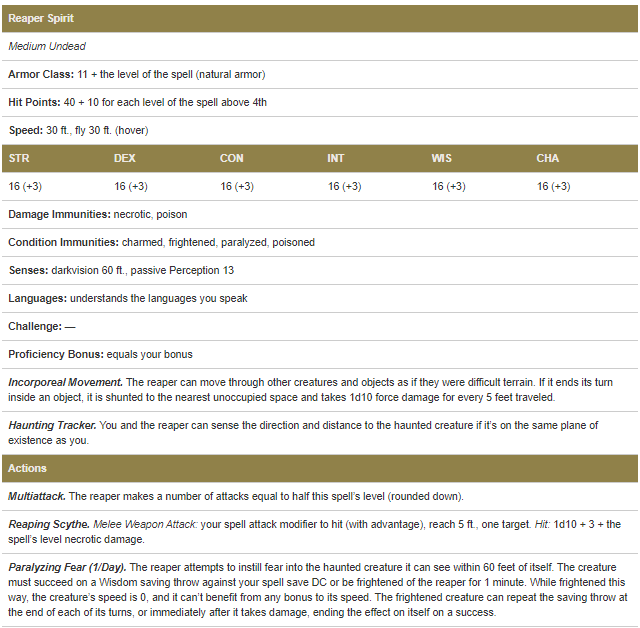 Reaper Spirit
Medium Undead
Armor Class: 11 + the level of the spell (natural armor)
Hit Points: 40 + 10 for each level of the spell above 4th
Speed: 30 ft., fly 30 ft. (hover)
STR DEX CON INT WIS CHA
16 (+3) 16 (+3) 16 (+3) 16 (+3) 16 (+3) 16 (+3)
Damage Immunities: necrotic, poison
Condition Immunities: charmed, frightened, paralyzed, poisoned
Senses: darkvision 60 ft., passive Perception 13
Languages: understands the languages you speak
Challenge: —
Proficiency Bonus: equals your bonus
Incorporeal Movement. The reaper can move through other creatures and objects as if they were difficult terrain. If it ends its turn
inside an object, it is shunted to the nearest unoccupied space and takes 1d10 force damage for every 5 feet traveled.
Haunting Tracker. You and the reaper can sense the direction and distance to the haunted creature if it's on the same plane of
existence as you.
Actions
Multiattack. The reaper makes a number of attacks equal to half this spell's level (rounded down).
Reaping Scythe. Melee Weapon Attack: your spell attack modifier to hit (with advantage), reach 5 ft., one target. Hit: 1d10 + 3 + the
spell's level necrotic damage.
Paralyzing Fear (1/Day). The reaper attempts to instill fear into the haunted creature it can see within 60 feet of itself. The creature
must succeed on a Wisdom saving throw against your spell save DC or be frightened of the reaper for 1 minute. While frightened this
way, the creature's speed is 0, and it can't benefit from any bonus to its speed. The frightened creature can repeat the saving throw at
the end of each of its turns, or immediately after it takes damage, ending the effect on itself on a success.